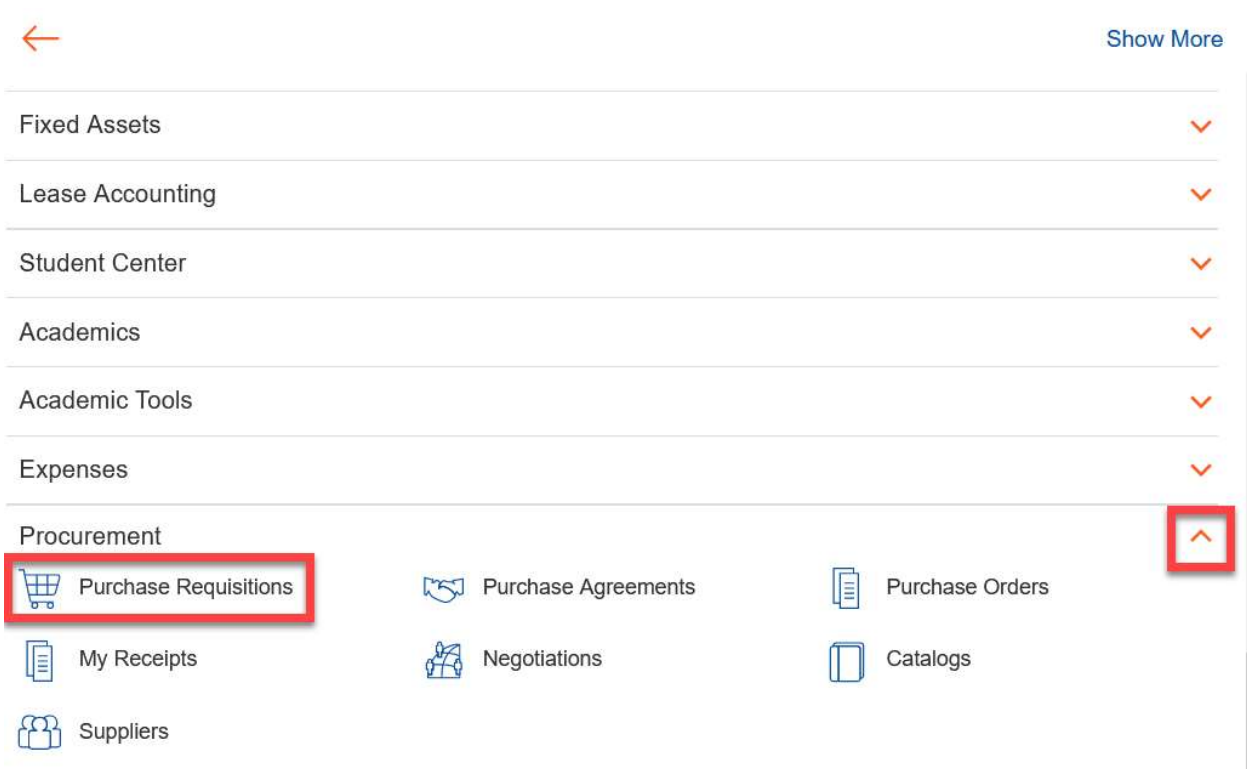 Show More
Fixed Assets
Lease Accounting
Student Center
Academics
Academic Tools
Expenses
Procurement
Purchase Requisitions
Purchase Agreements
Purchase Orders
My Receipts
Negotiations
Catalogs
Suppliers